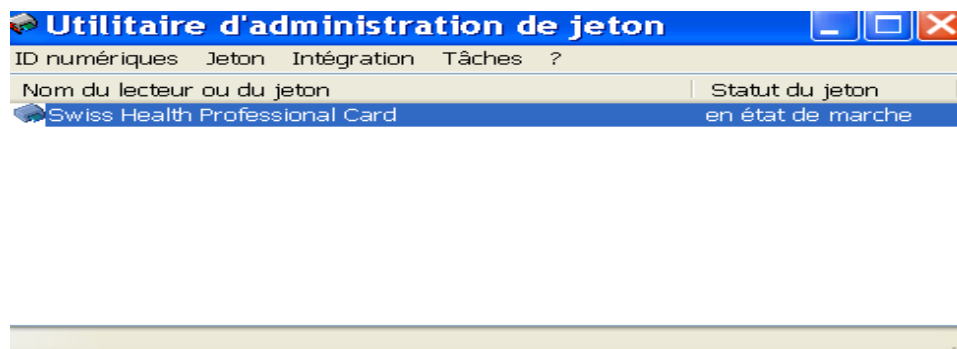 Utilitaire d'administration de jeton
ID numériques Jeton Intégration Tâches ?
Nom du lecteur ou du jeton Statut du jeton
Swiss Health Professional Card en état de marche